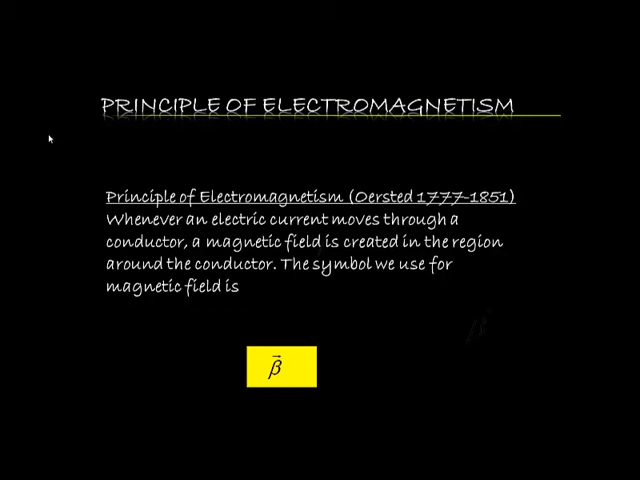 PRINCIPLE OF ELECTROMAGNETISM
Principle of Electromagnetism (Oersted 1777-1851)
Whenever an electric current moves through a
conductor, a magnetic field is created in the region
around the conductor. The symbol we use for
magnetic field is
β⃗